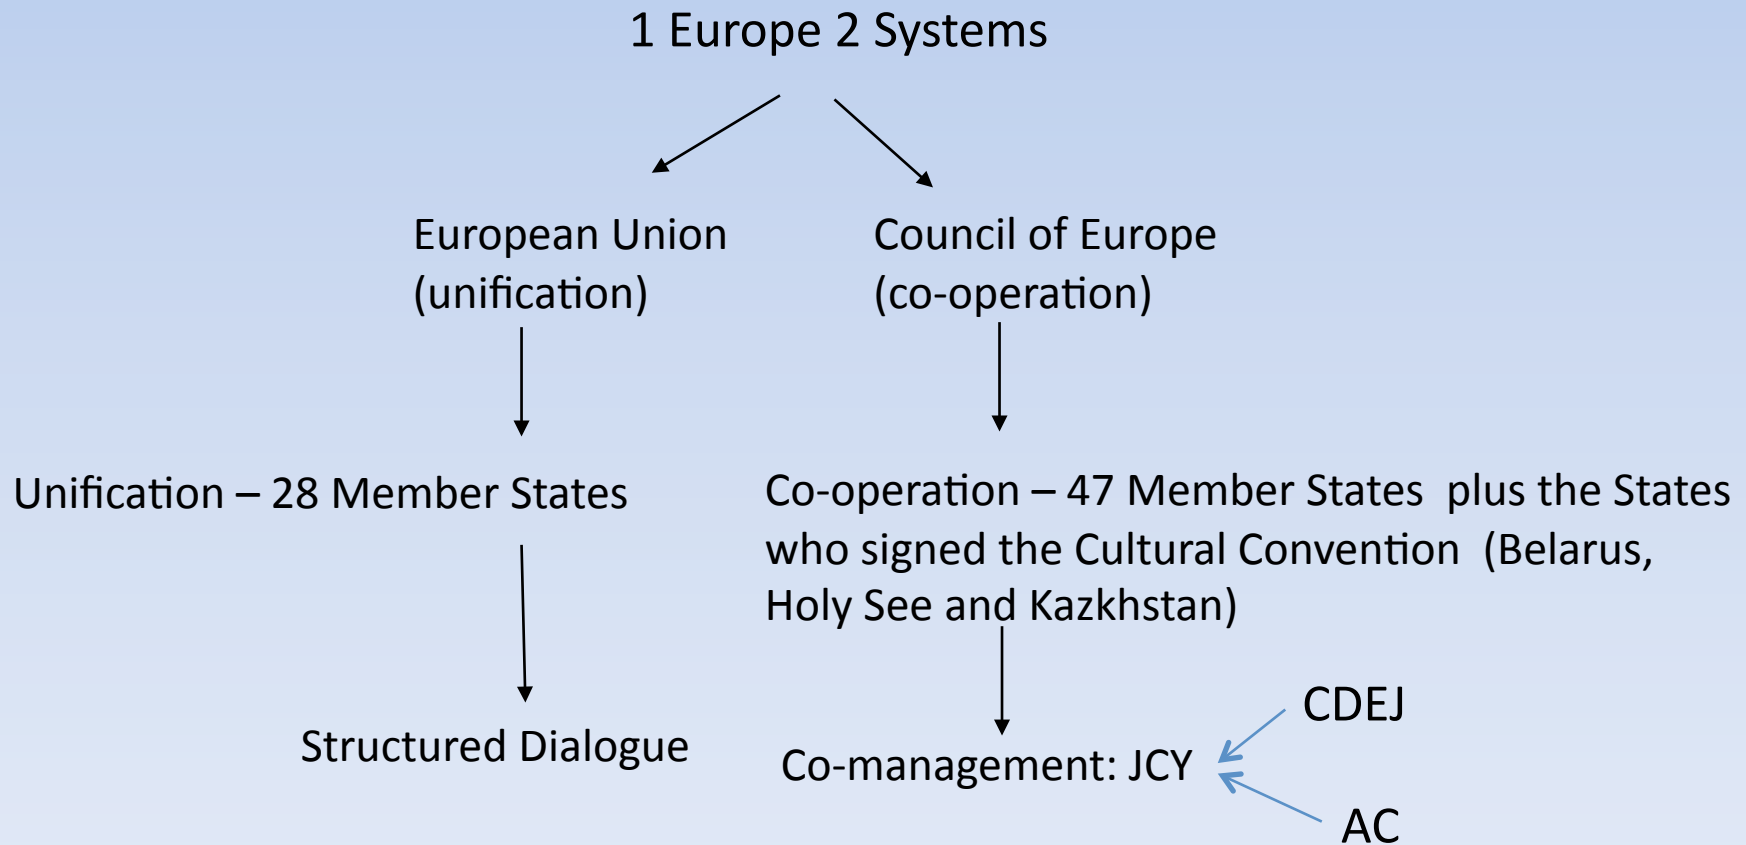 1 Europe 2 Systems
European Union
(unification)
Council of Europe
(co-operation)
Unification – 28 Member States
Co-operation – 47 Member States plus the States
who signed the Cultural Convention (Belarus,
Holy See and Kazkhstan)
Structured Dialogue
Co-management: JCY
CDEJ
AC